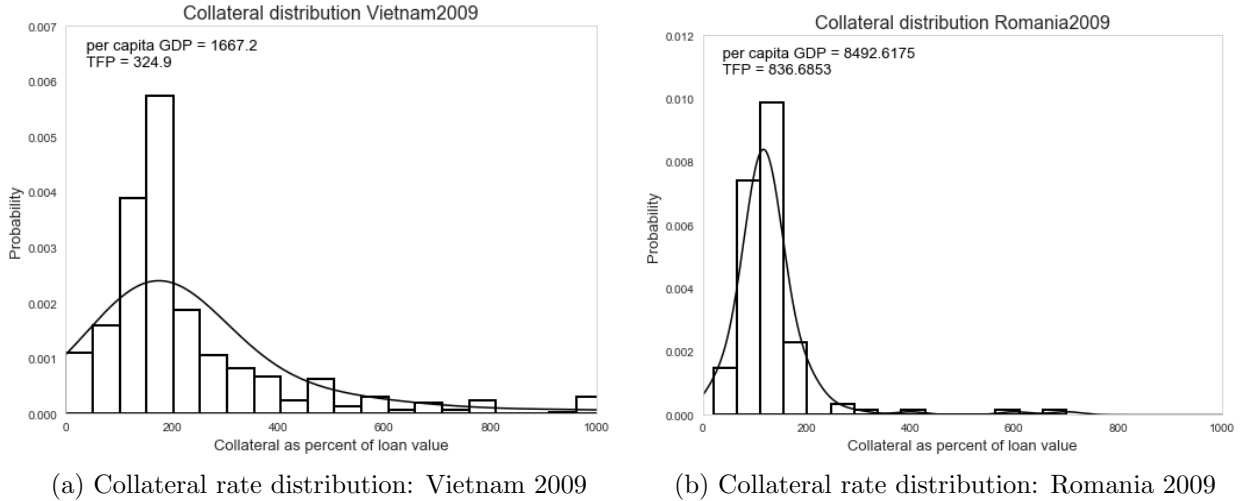 Collateral distribution Vietnam2009
0.007
0.006
0.005
0.004
0.003
0.002
0.001
0.000
Probability
per capita GDP = 1667.2
TFP = 324.9
0 200 400 600 800 1000
Collateral as percent of loan value
(a) Collateral rate distribution: Vietnam 2009
Collateral distribution Romania2009
0.012
0.010
0.008
0.006
0.004
0.002
0.000
Probability
per capita GDP = 8492.6175
TFP = 836.6853
0 200 400 600 800 1000
Collateral as percent of loan value
(b) Collateral rate distribution: Romania 2009